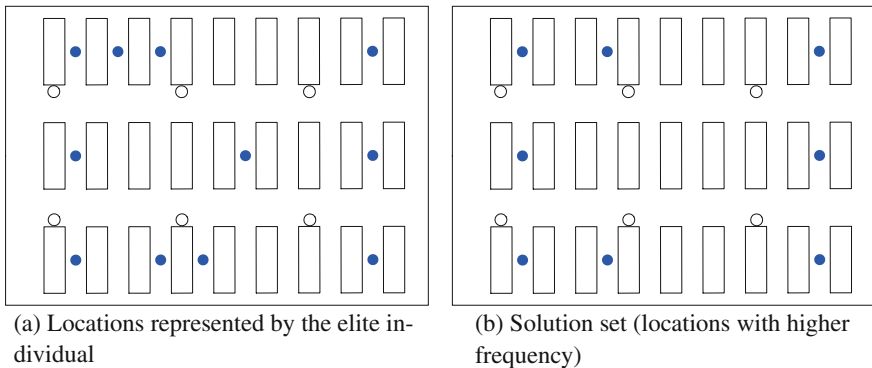 (a) Locations represented by the elite in-
dividual
(b) Solution set (locations with higher
frequency)